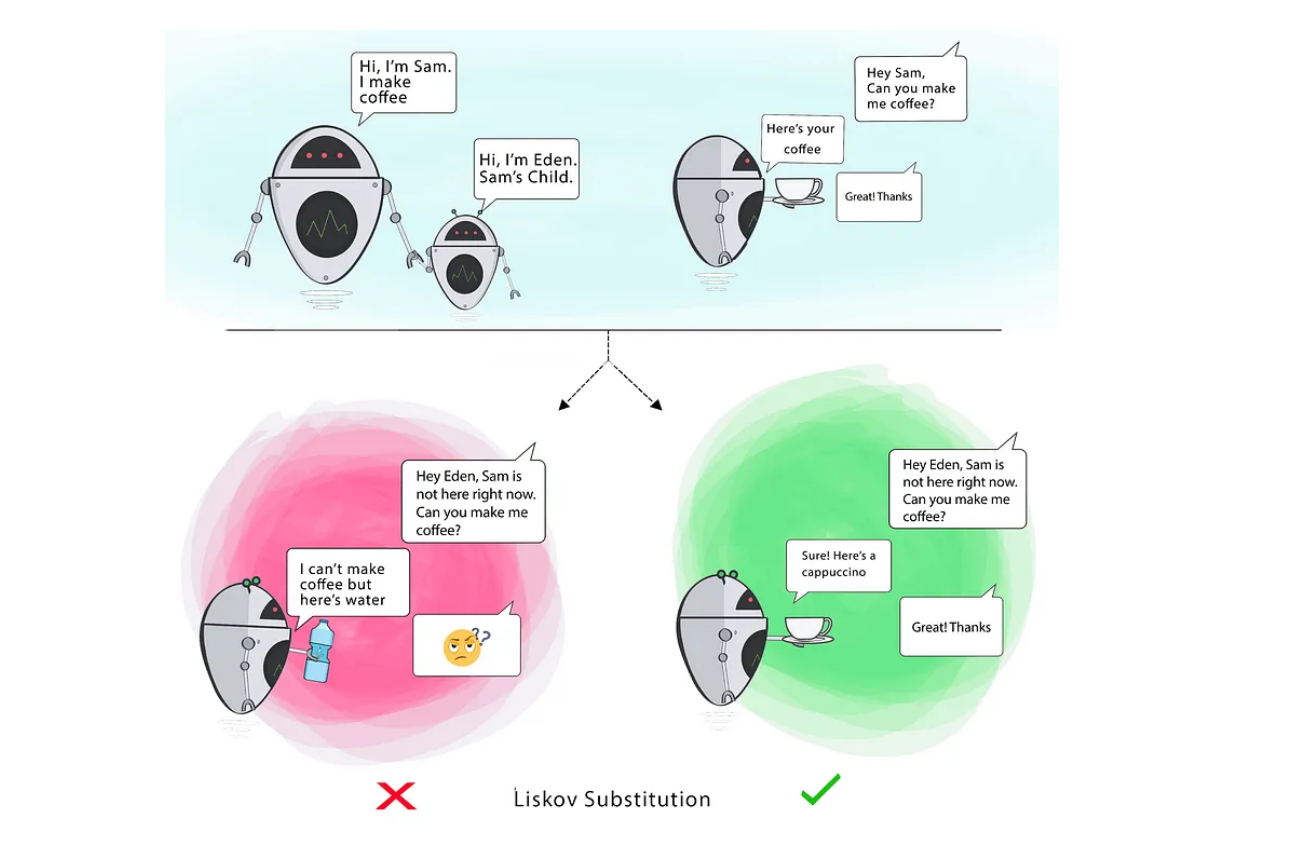 Hi, I'm Sam.
I make
coffee
Hi, I'm Eden.
Sam's Child.
Hey Sam,
Can you make
me coffee?
Here's your
coffee
Great! Thanks
Hey Eden, Sam is
not here right now.
Can you make me
coffee?
I can't make
coffee but
here's water
??
Hey Eden, Sam is
not here right now.
Can you make me
coffee?
Sure! Here's a
cappuccino
Great! Thanks
Liskov Substitution